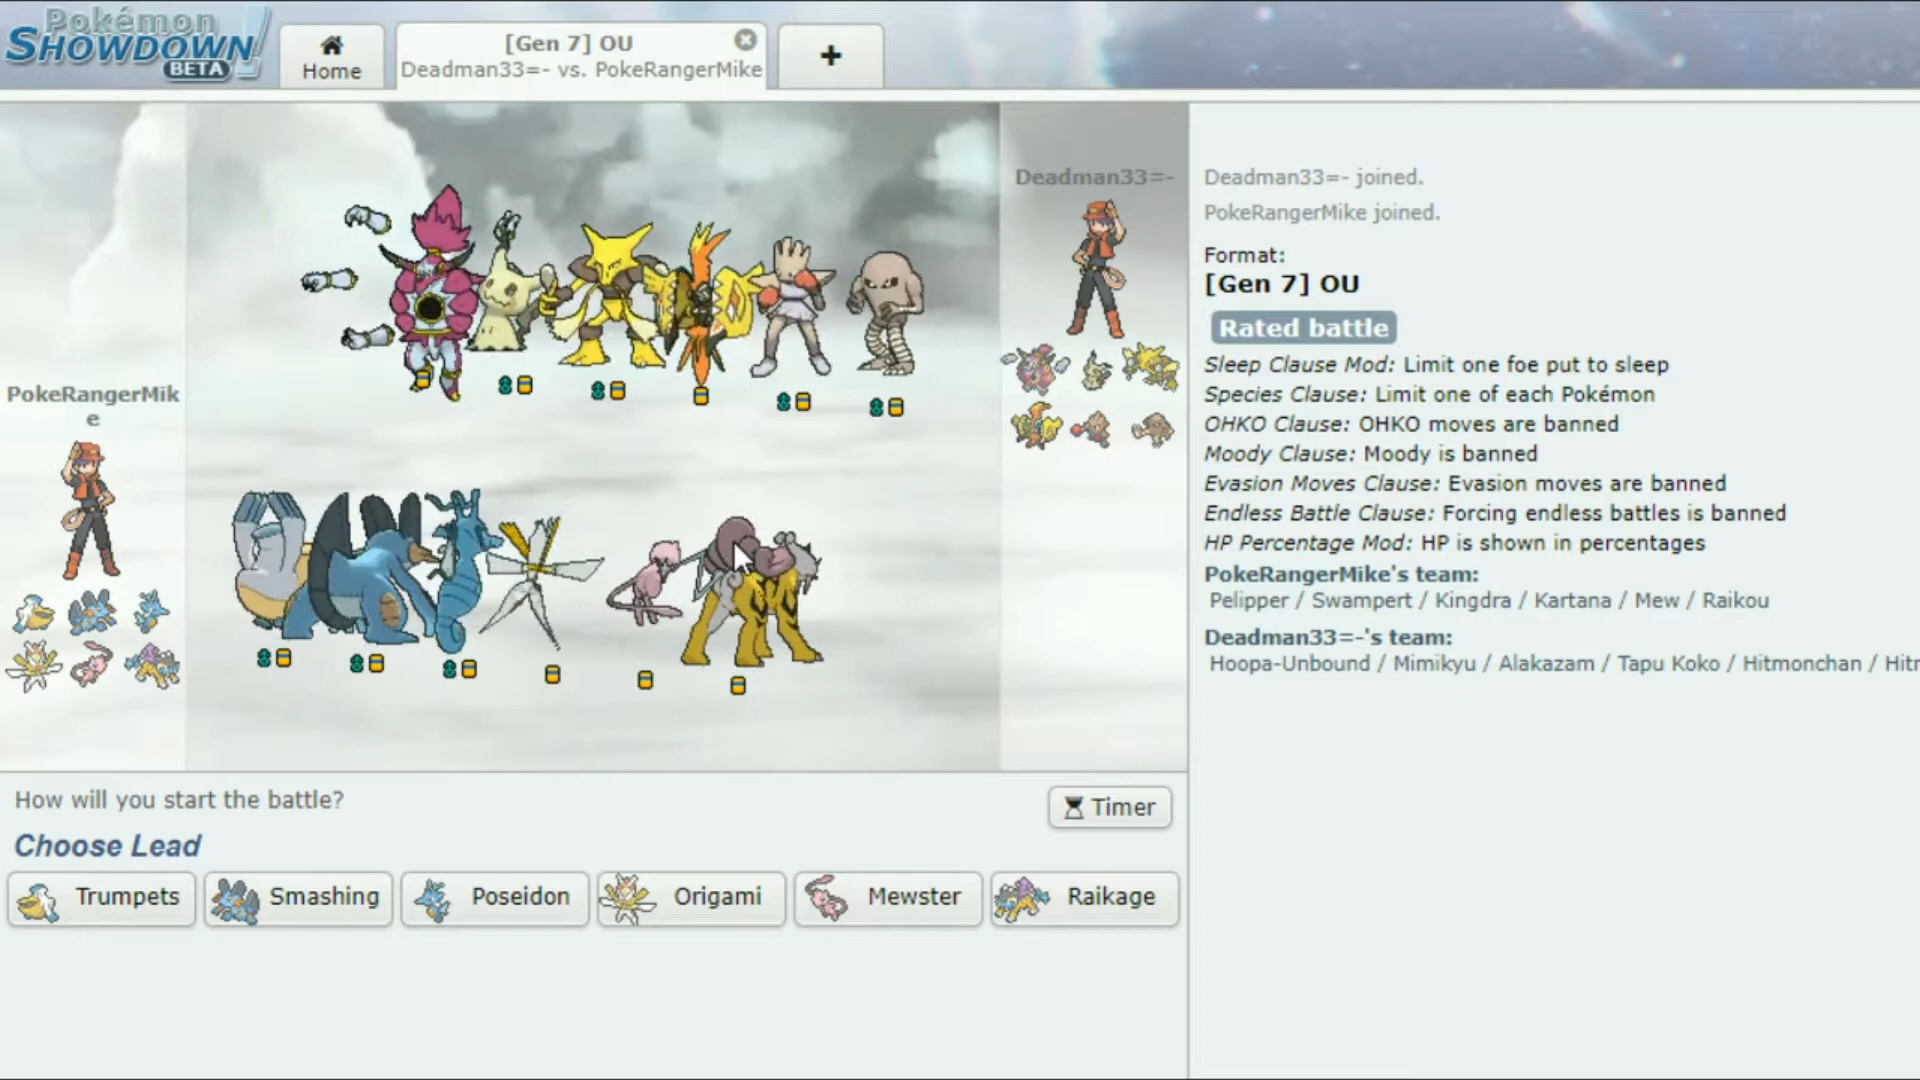 Pokémon
SHOWDOWN!
BETA
Home
[Gen 7] OU
Deadman33=- vs. PokeRangerMike
+
PokeRangerMik
e
Deadman33=-
Deadman33=- joined.
PokeRangerMike joined.
Format:
[Gen 7] OU
Rated battle
Sleep Clause Mod: Limit one foe put to sleep
Species Clause: Limit one of each Pokémon
OHKO Clause: OHKO moves are banned
Moody Clause: Moody is banned
Evasion Moves Clause: Evasion moves are banned
Endless Battle Clause: Forcing endless battles is banned
HP Percentage Mod: HP is shown in percentages
PokeRangerMike's team:
Pelipper / Swampert / Kingdra / Kartana / Mew / Raikou
Deadman33=-'s team:
Hoopa-Unbound / Mimikyu / Alakazam / Tapu Koko / Hitmonchan / Hitr
How will you start the battle?
Timer
Choose Lead
Trumpets
Smashing
Poseidon
Origami
Mewster
Raikage